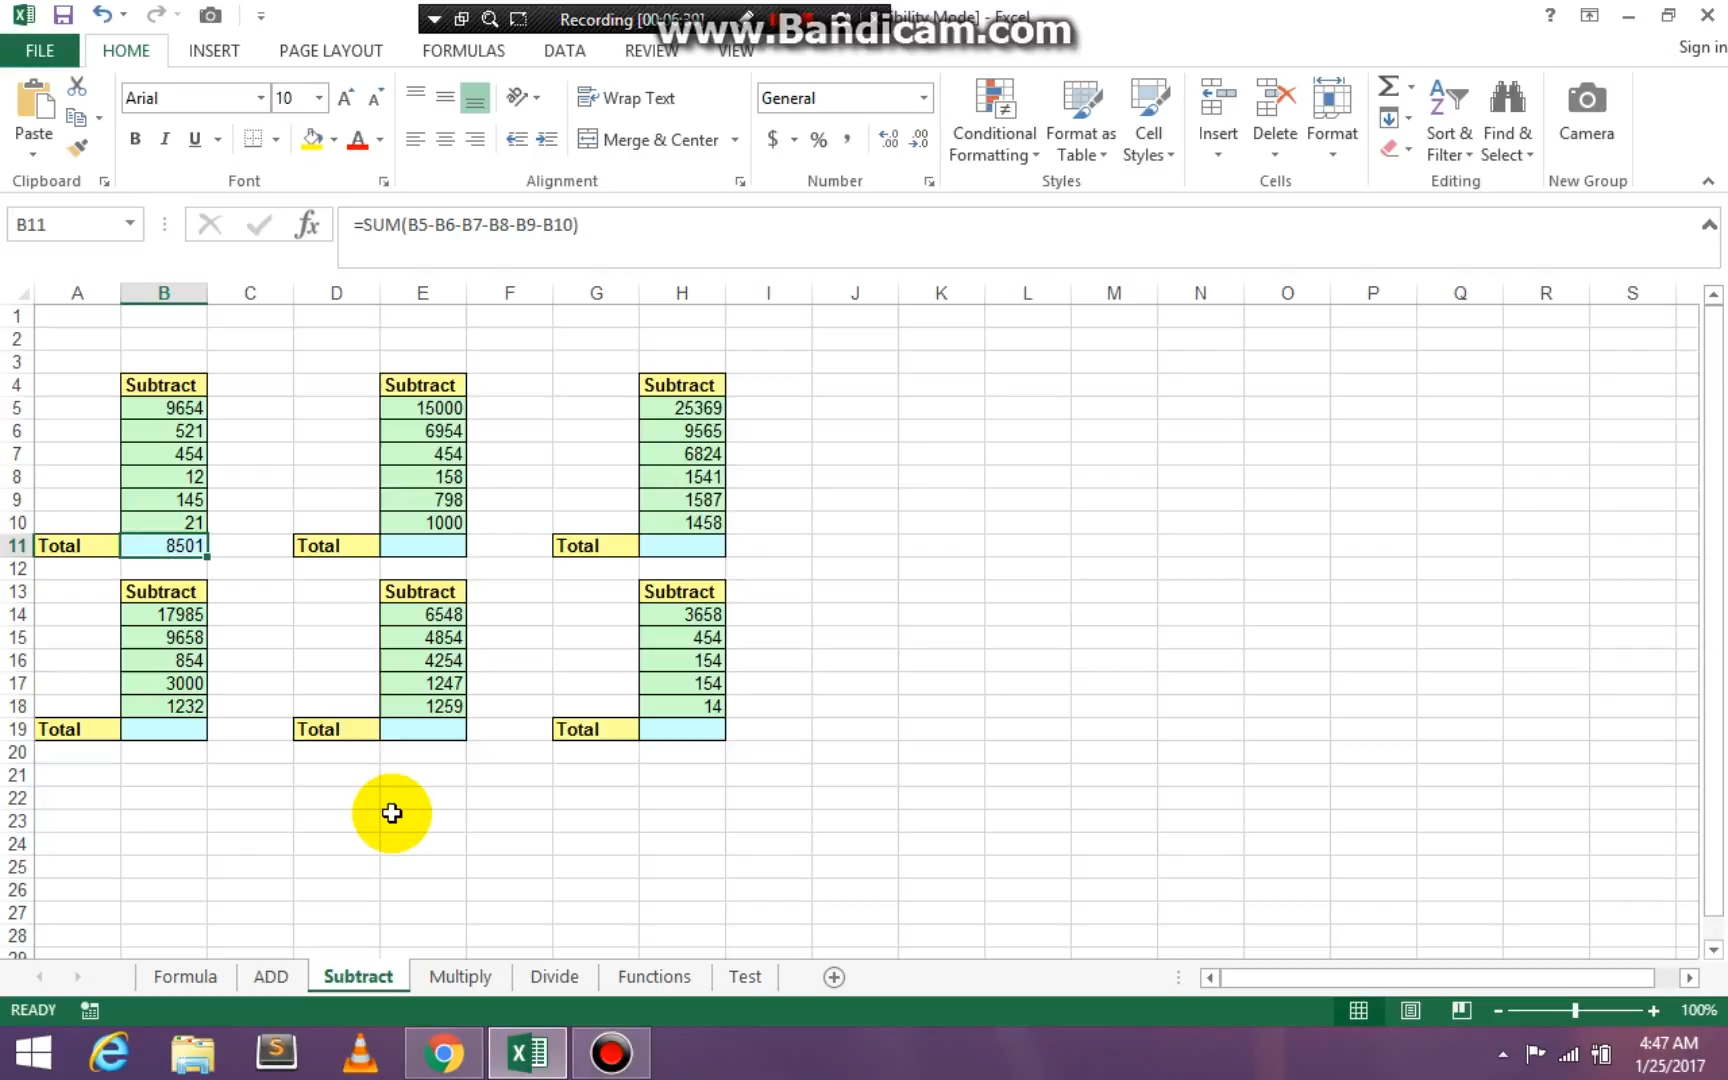 Recording [00:06:20]
ibility Mode] - Excel
www.Bandicam.com
Sign in
FILE HOME INSERT PAGE LAYOUT FORMULAS DATA REVIEW VIEW
Arial 10
Wrap Text
General
Paste
B I U
Merge & Center
$ % ,
Conditional Formatting
Format as Table
Cell Styles
Insert Delete Format
Sort & Filter
Find & Select
Camera
Clipboard Font Alignment Number Styles Cells Editing New Group
B11 fx =SUM(B5-B6-B7-B8-B9-B10)
A B C D E F G H I J K L M N O P Q R S
1
2
3
4 Subtract Subtract Subtract
5 9654 15000 25369
6 521 6954 9565
7 454 454 6824
8 12 158 1541
9 145 798 1587
10 21 1000 1458
11 Total 8501 Total Total
12
13 Subtract Subtract Subtract
14 17985 6548 3658
15 9658 4854 454
16 854 4254 154
17 3000 1247 154
18 1232 1259 14
19 Total Total Total
20
21
22
23
24
25
26
27
28
29
Formula ADD Subtract Multiply Divide Functions Test
READY 100%
4:47 AM
1/25/2017